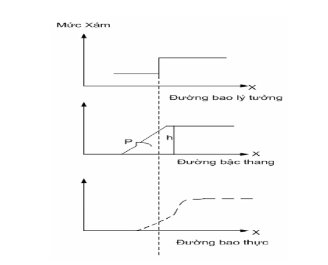 Mức Xám
X
Đường bao lý tưởng
P
h
X
Đường bậc thang
X
Đường bao thực